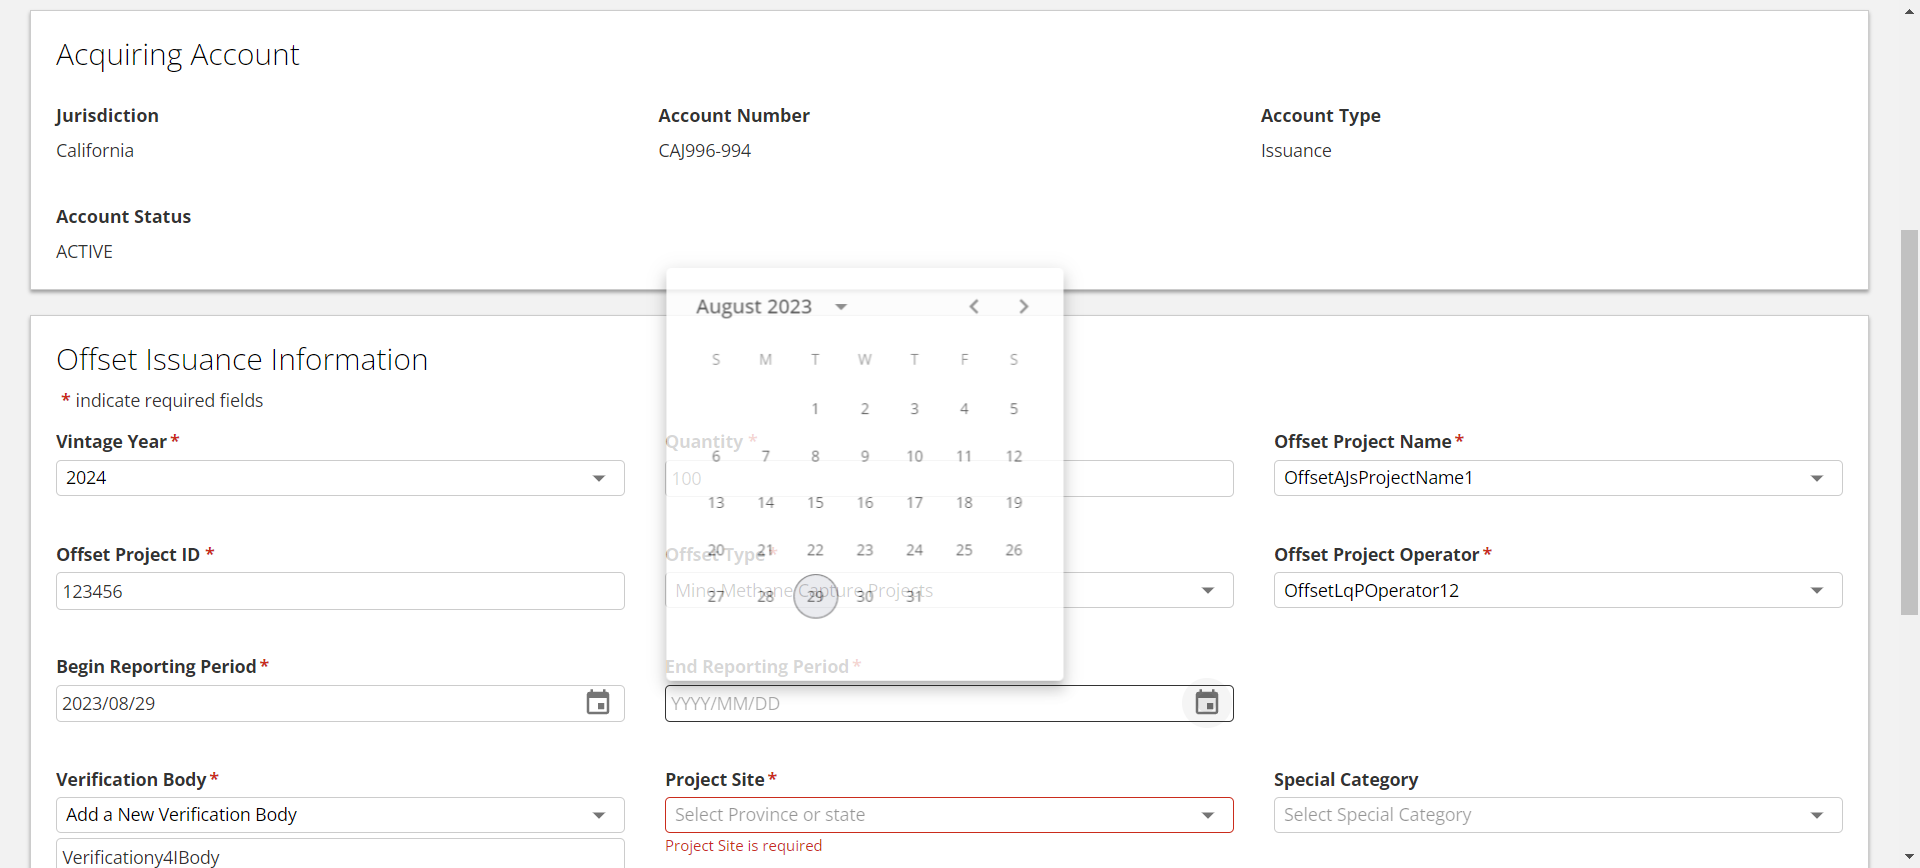 Acquiring Account
Jurisdiction
California
Account Number
CAJ996-994
Account Type
Issuance
Account Status
ACTIVE
Offset Issuance Information
* indicate required fields
Vintage Year *
2024
Quantity *
100
Offset Project Name *
OffsetAJsProjectName1
Offset Project ID *
123456
Offset Type *
Mine Methane Capture Projects
Offset Project Operator *
OffsetLqPOperator12
Begin Reporting Period *
2023/08/29
End Reporting Period *
YYYY/MM/DD
August 2023
S M T W T F S
1 2 3 4 5
6 7 8 9 10 11 12
13 14 15 16 17 18 19
20 21 22 23 24 25 26
27 28 29 30 31
Verification Body *
Add a New Verification Body
Verificationy4IBody
Project Site *
Select Province or state
Project Site is required
Special Category
Select Special Category